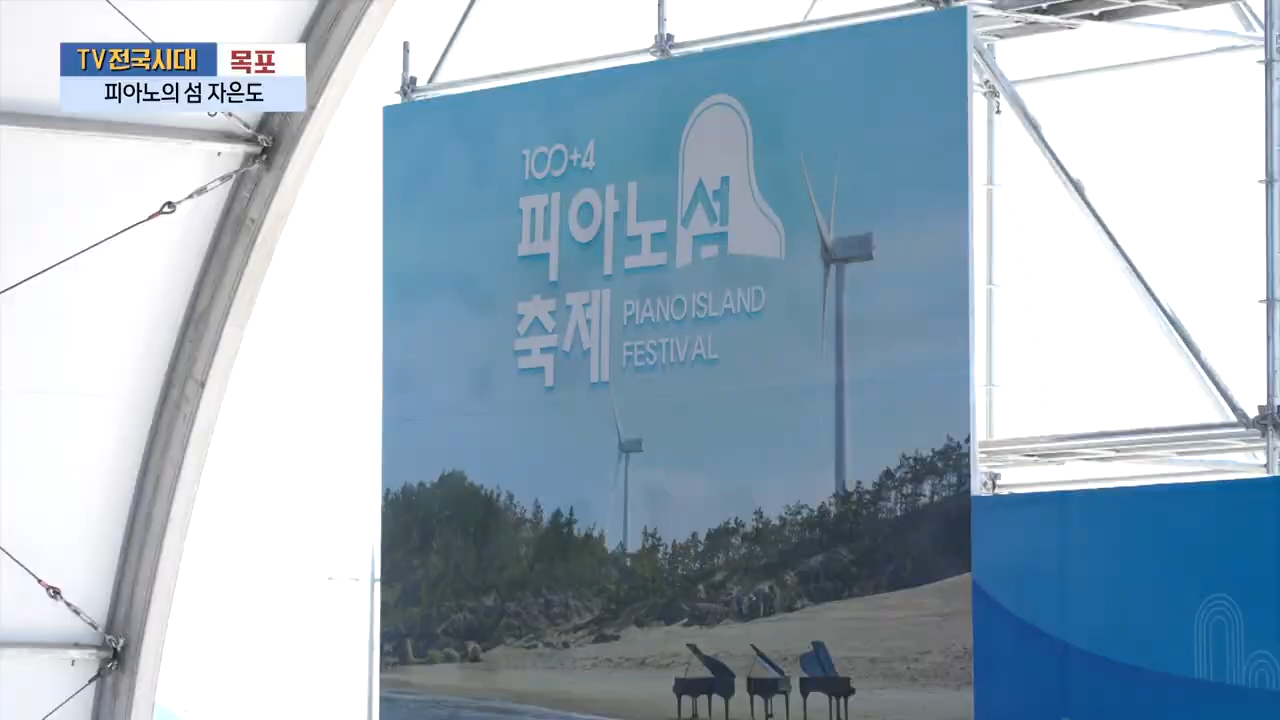 TV전국시대 목포
피아노의 섬 자은도
100+4
피아노섬
축제 PIANO ISLAND
FESTIVAL